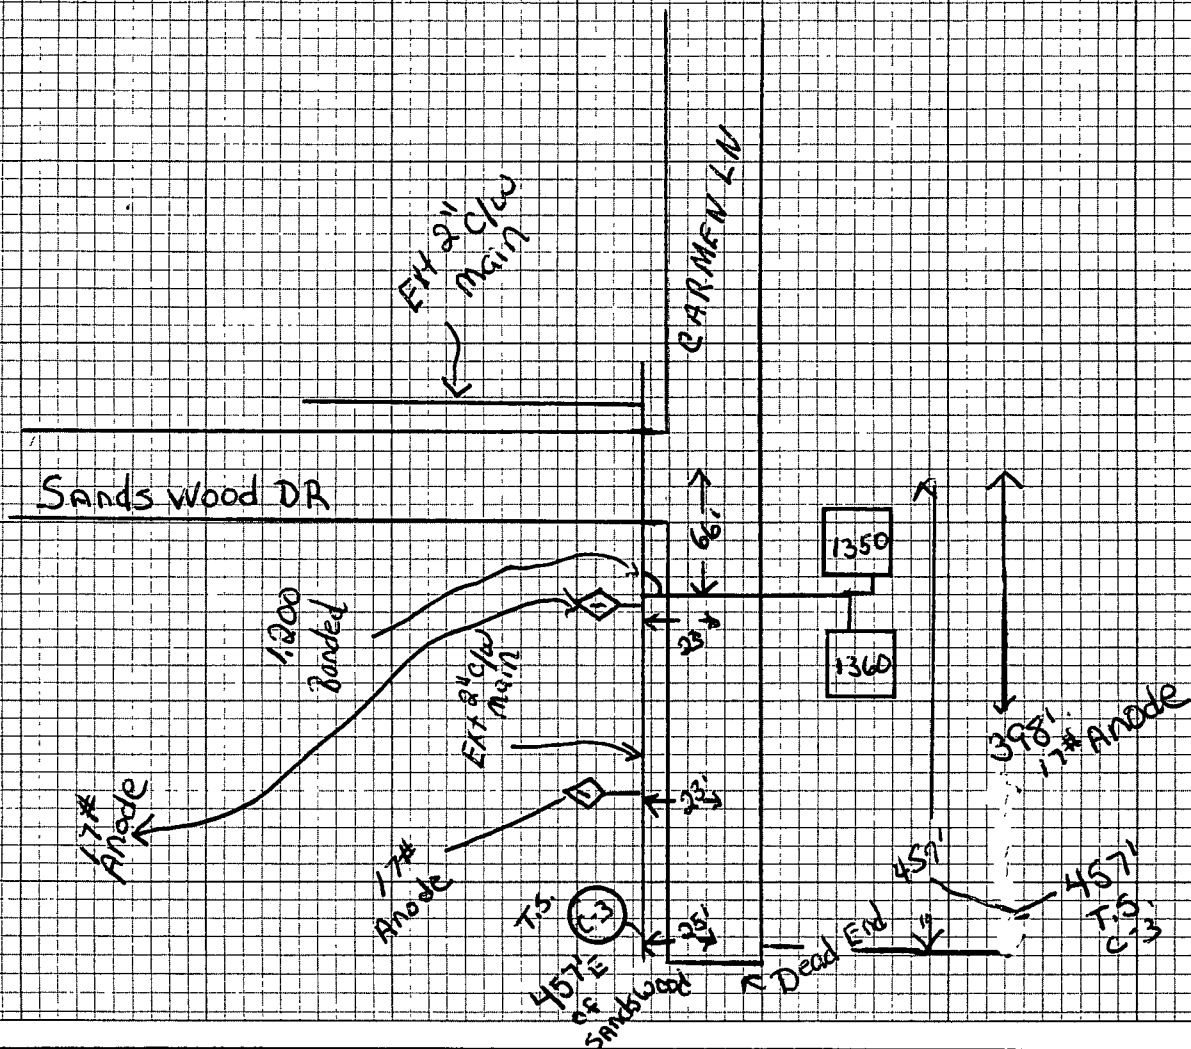 CARMEN LN
Ext 2" C/W
Main
Sands Wood DR
66'
1350
1,200
Banded
23'
1360
Ext 2" C/W
Main
398'
17# Anode
17#
Anode
23'
17#
Anode
457'
457'
T.S.
C-3
T.S.
C-3
25'
Dead End
457' E
of
Sandswood